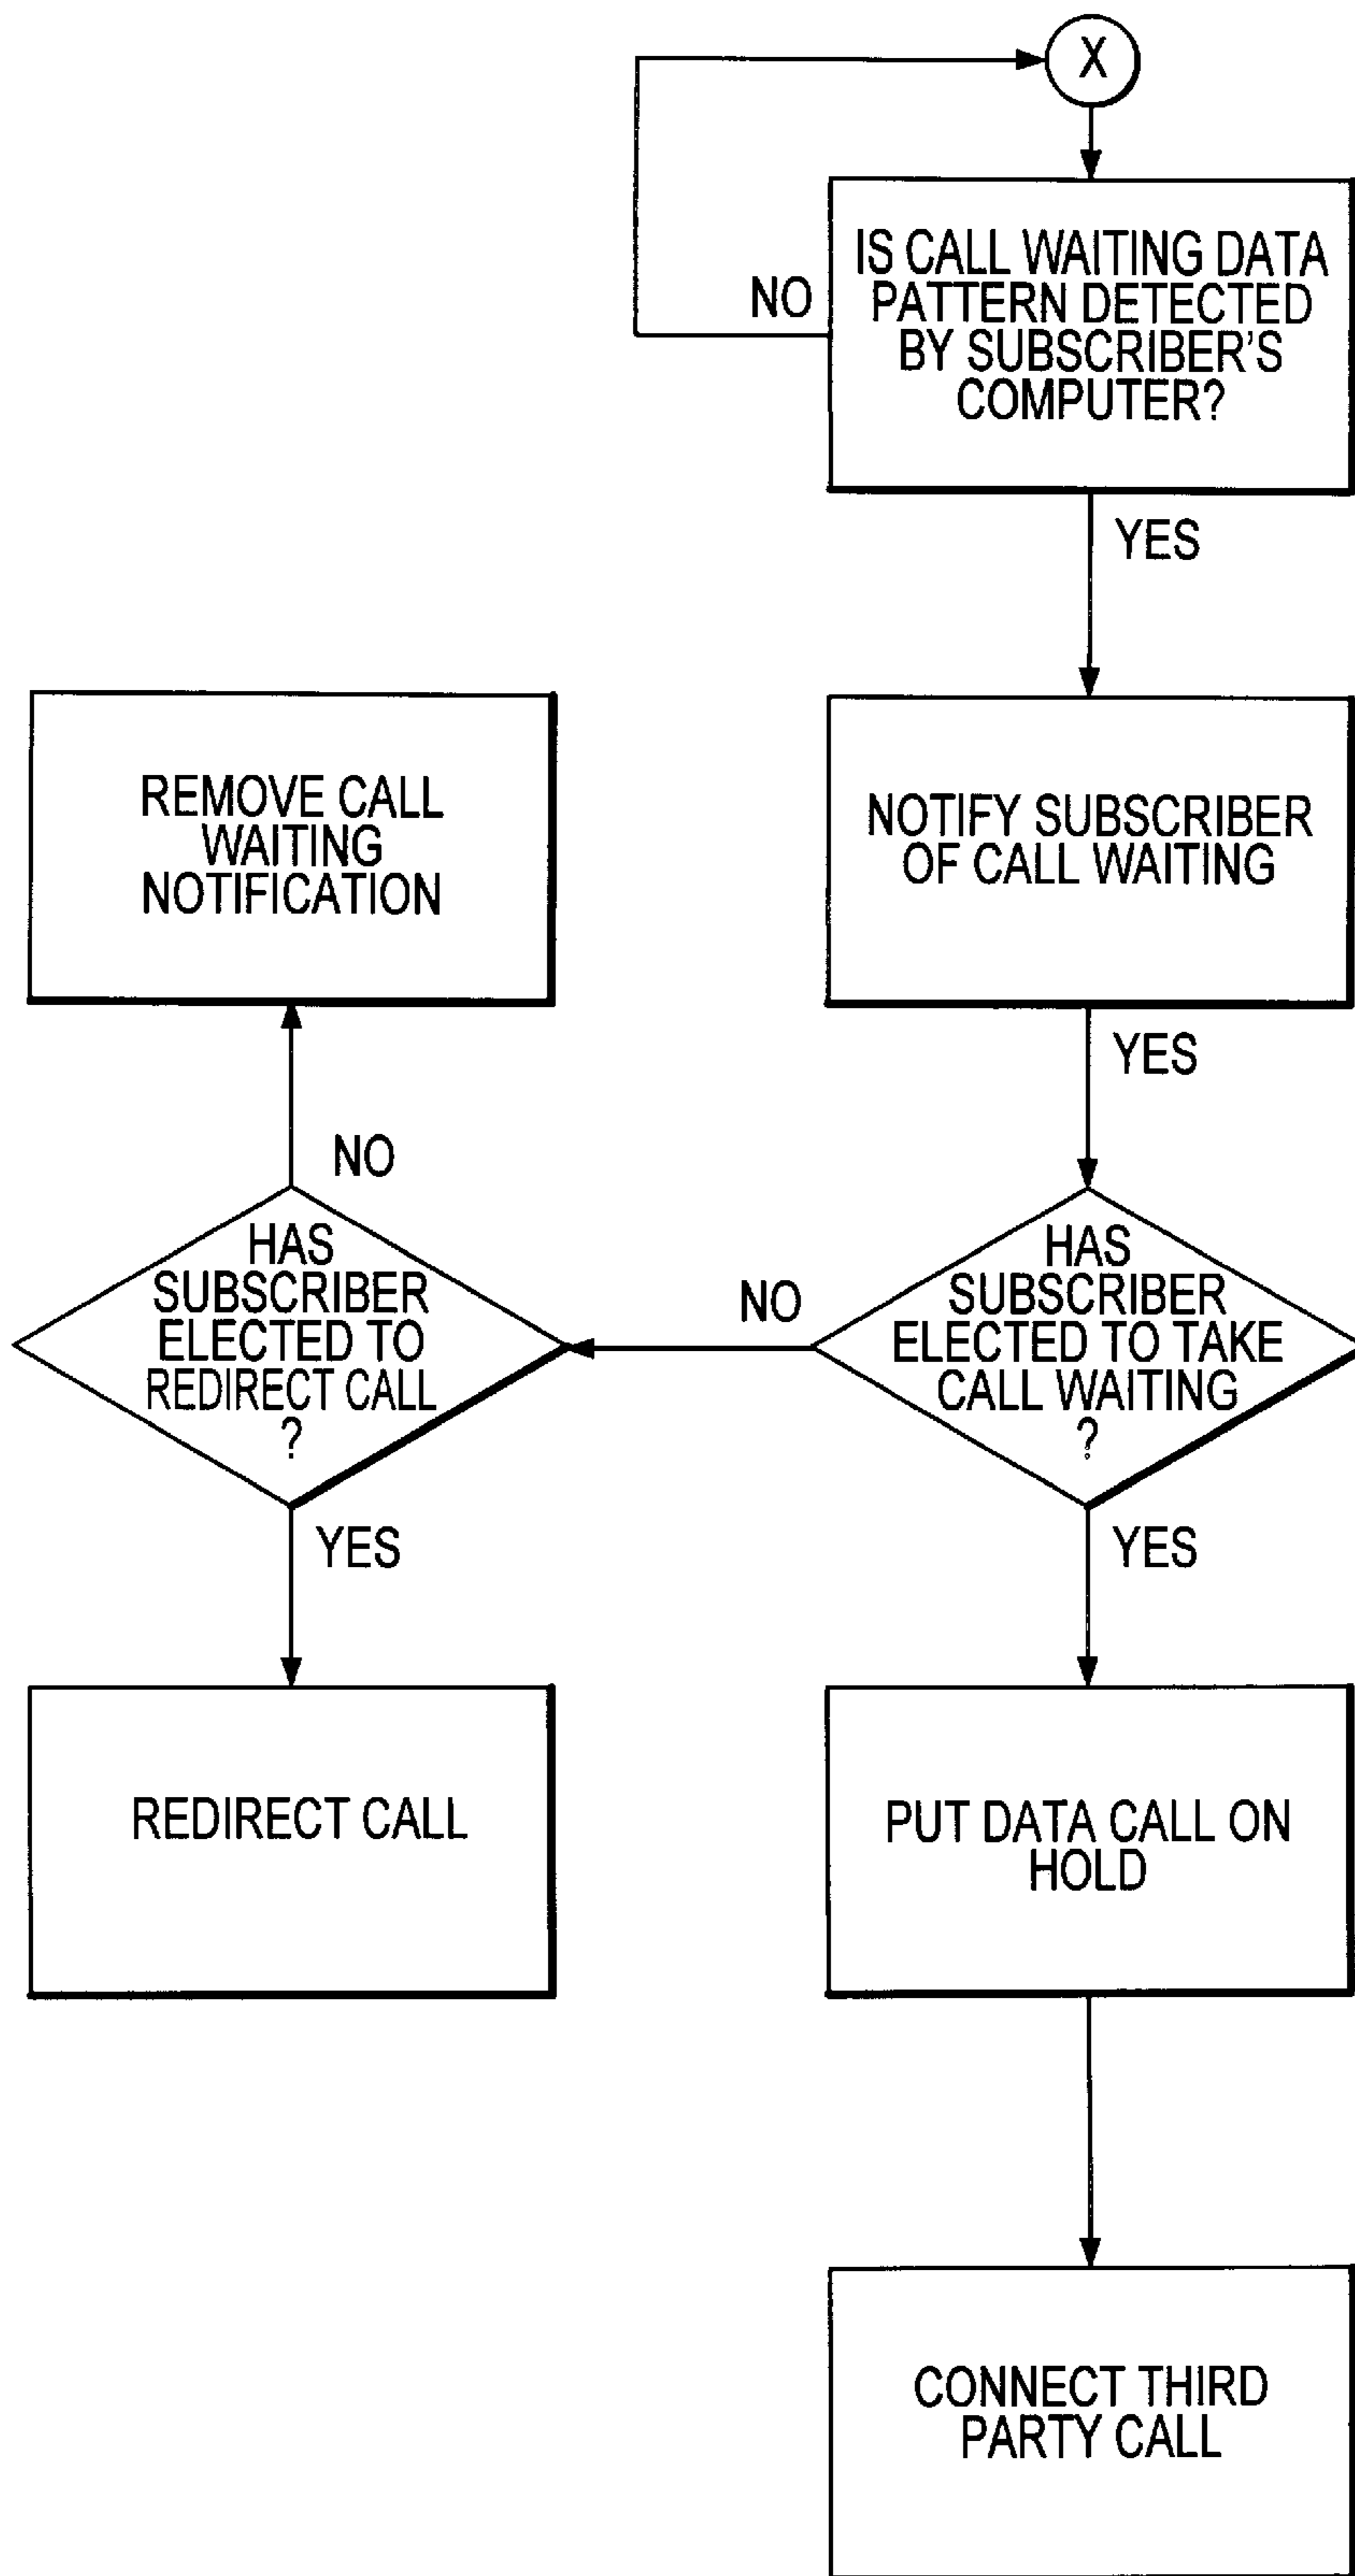 X
IS CALL WAITING DATA
PATTERN DETECTED
BY SUBSCRIBER'S
COMPUTER?
NO
YES
REMOVE CALL
WAITING
NOTIFICATION
NOTIFY SUBSCRIBER
OF CALL WAITING
YES
NO
HAS
SUBSCRIBER
ELECTED TO
REDIRECT CALL
?
NO
HAS
SUBSCRIBER
ELECTED TO TAKE
CALL WAITING
?
YES
YES
REDIRECT CALL
PUT DATA CALL ON
HOLD
CONNECT THIRD
PARTY CALL